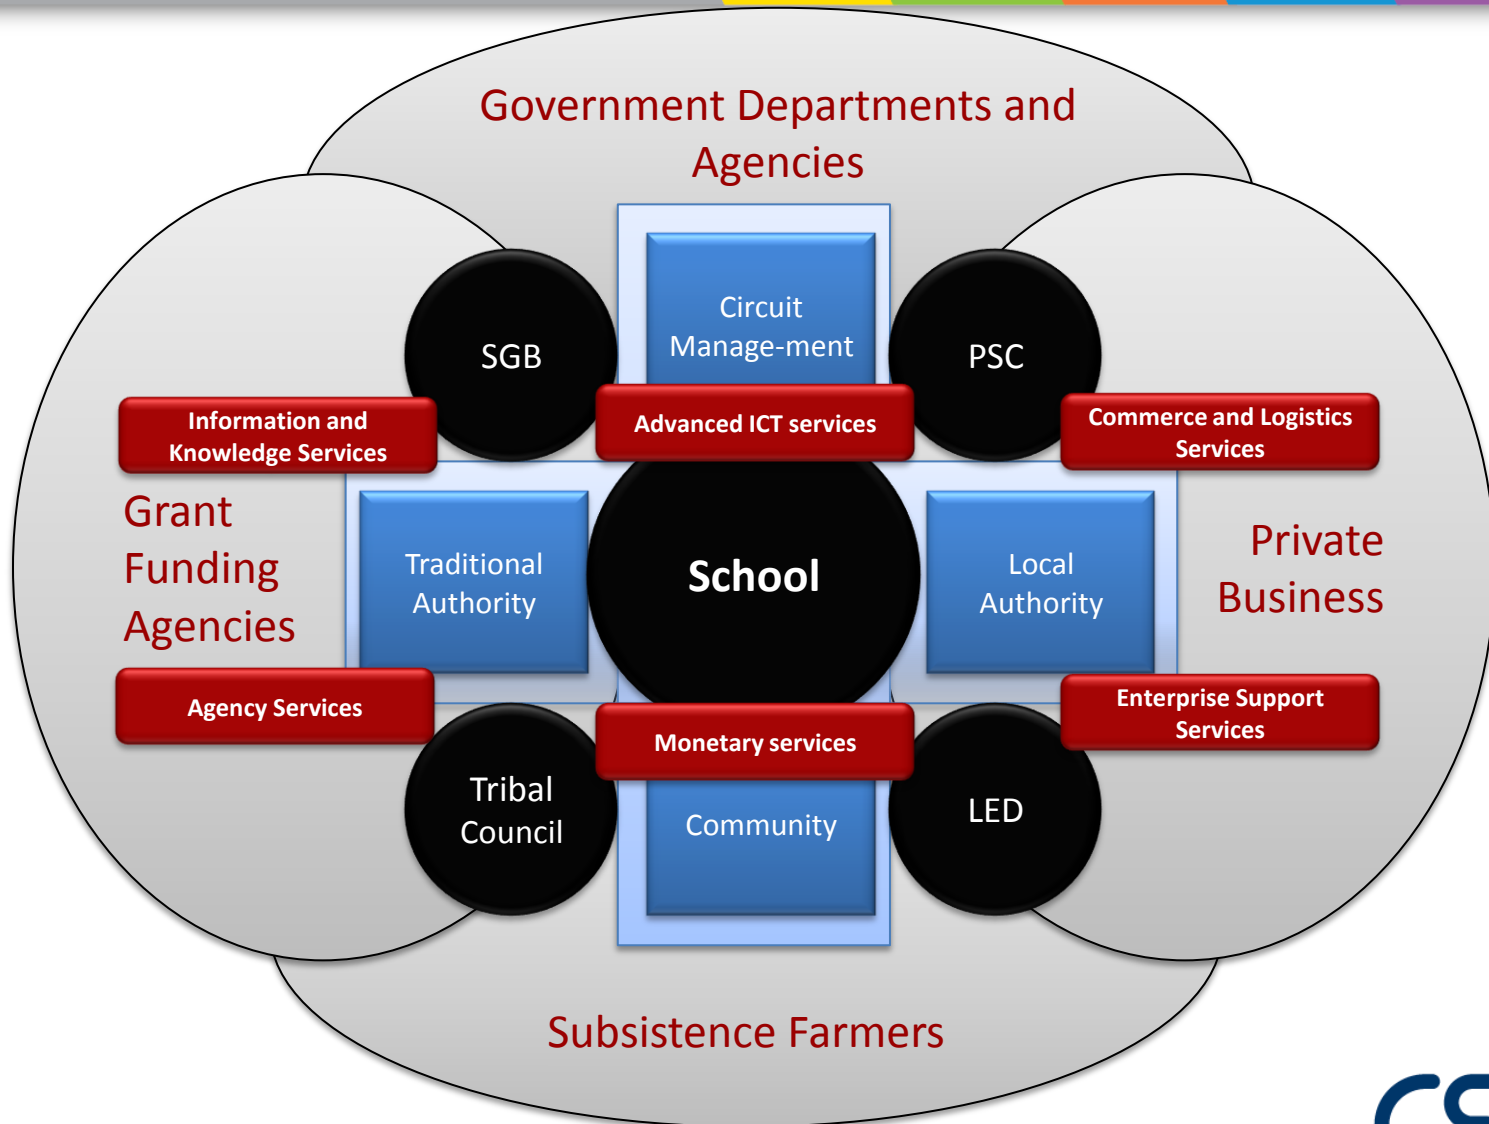 Government Departments and
Agencies
Circuit
Manage-ment
SGB
PSC
Information and
Knowledge Services
Advanced ICT services
Commerce and Logistics
Services
Grant
Funding
Agencies
Traditional
Authority
School
Local
Authority
Private
Business
Agency Services
Monetary services
Enterprise Support
Services
Tribal
Council
Community
LED
Subsistence Farmers